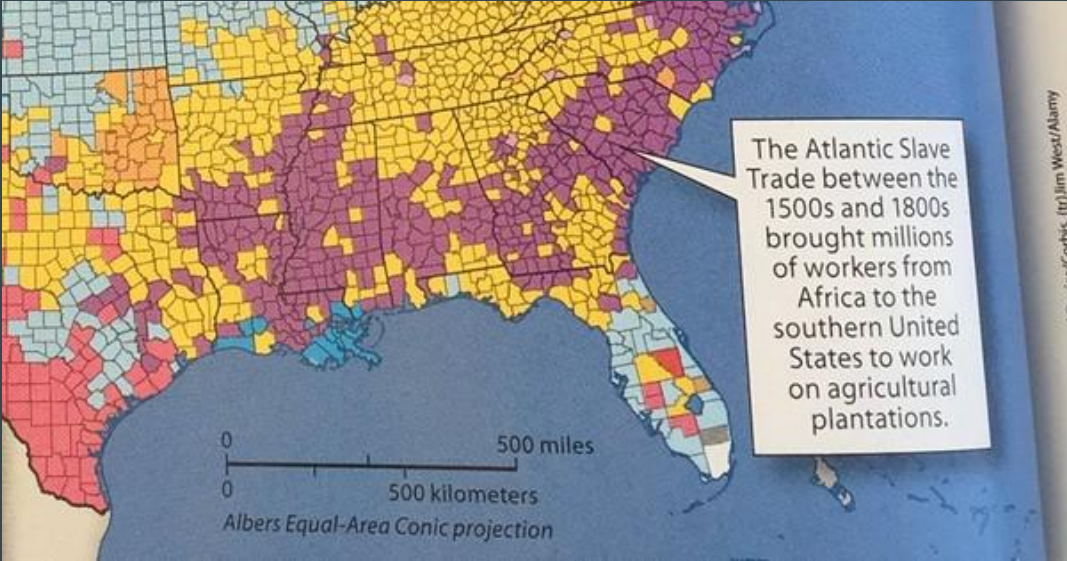 The Atlantic Slave
Trade between the
1500s and 1800s
brought millions
of workers from
Africa to the
southern United
States to work
on agricultural
plantations.
0 500 miles
0 500 kilometers
Albers Equal-Area Conic projection
/Corbis, (tr)Jim West/Alamy